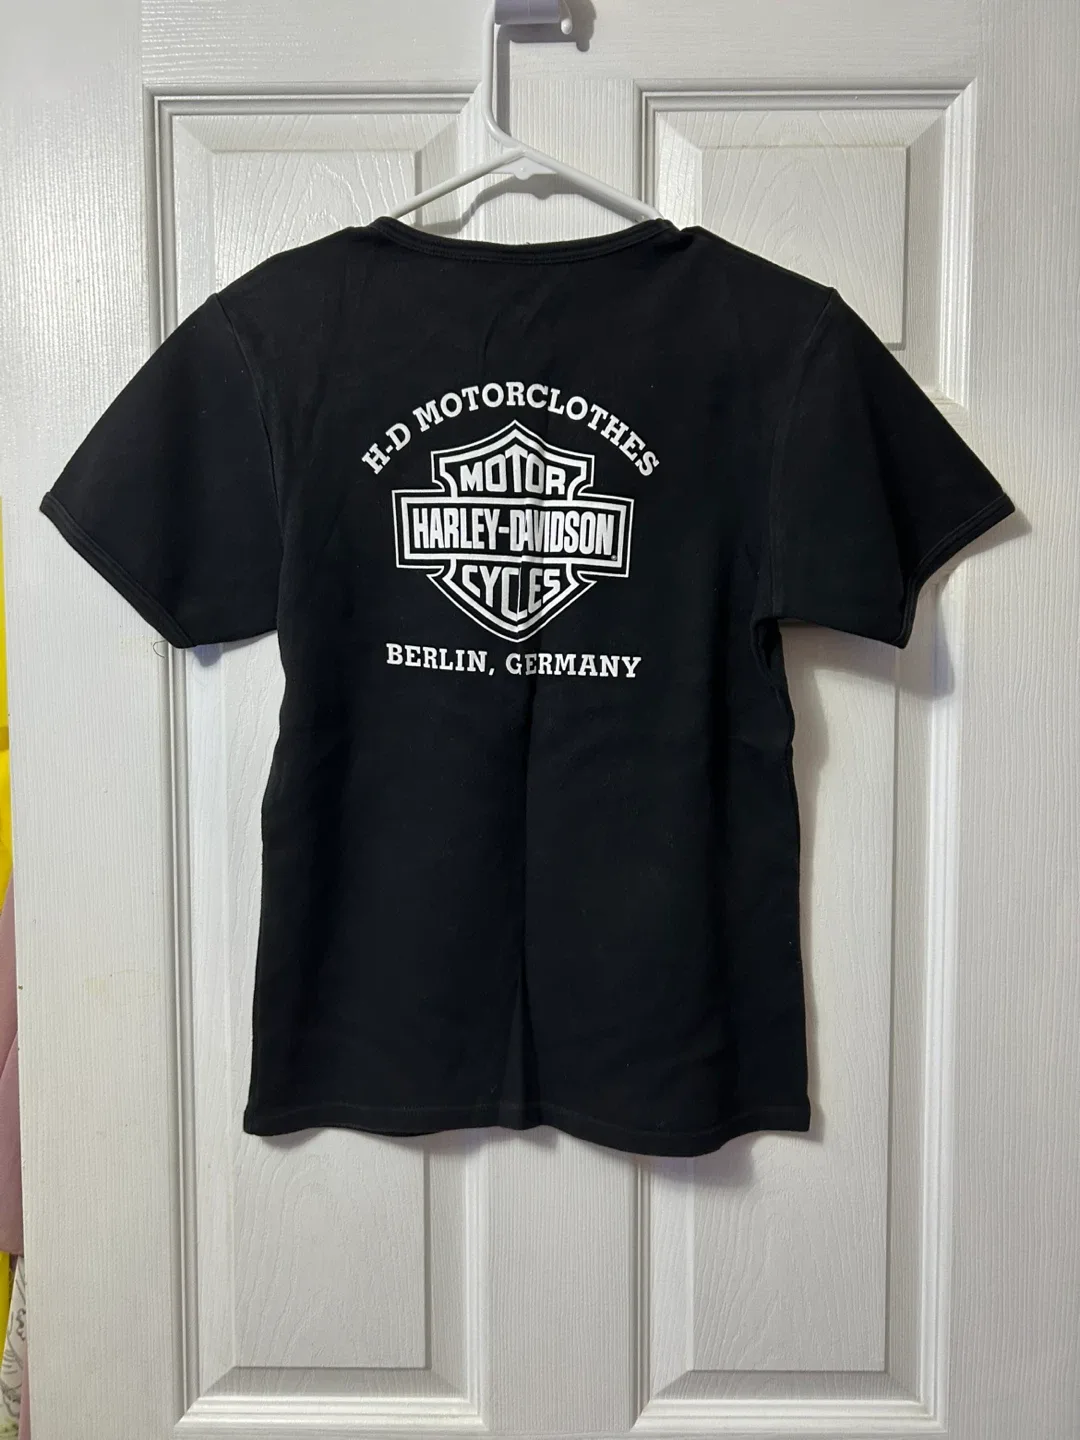 H-D MOTORCLOTHES
MOTOR
HARLEY-DAVIDSON
CYCLES
BERLIN, GERMANY